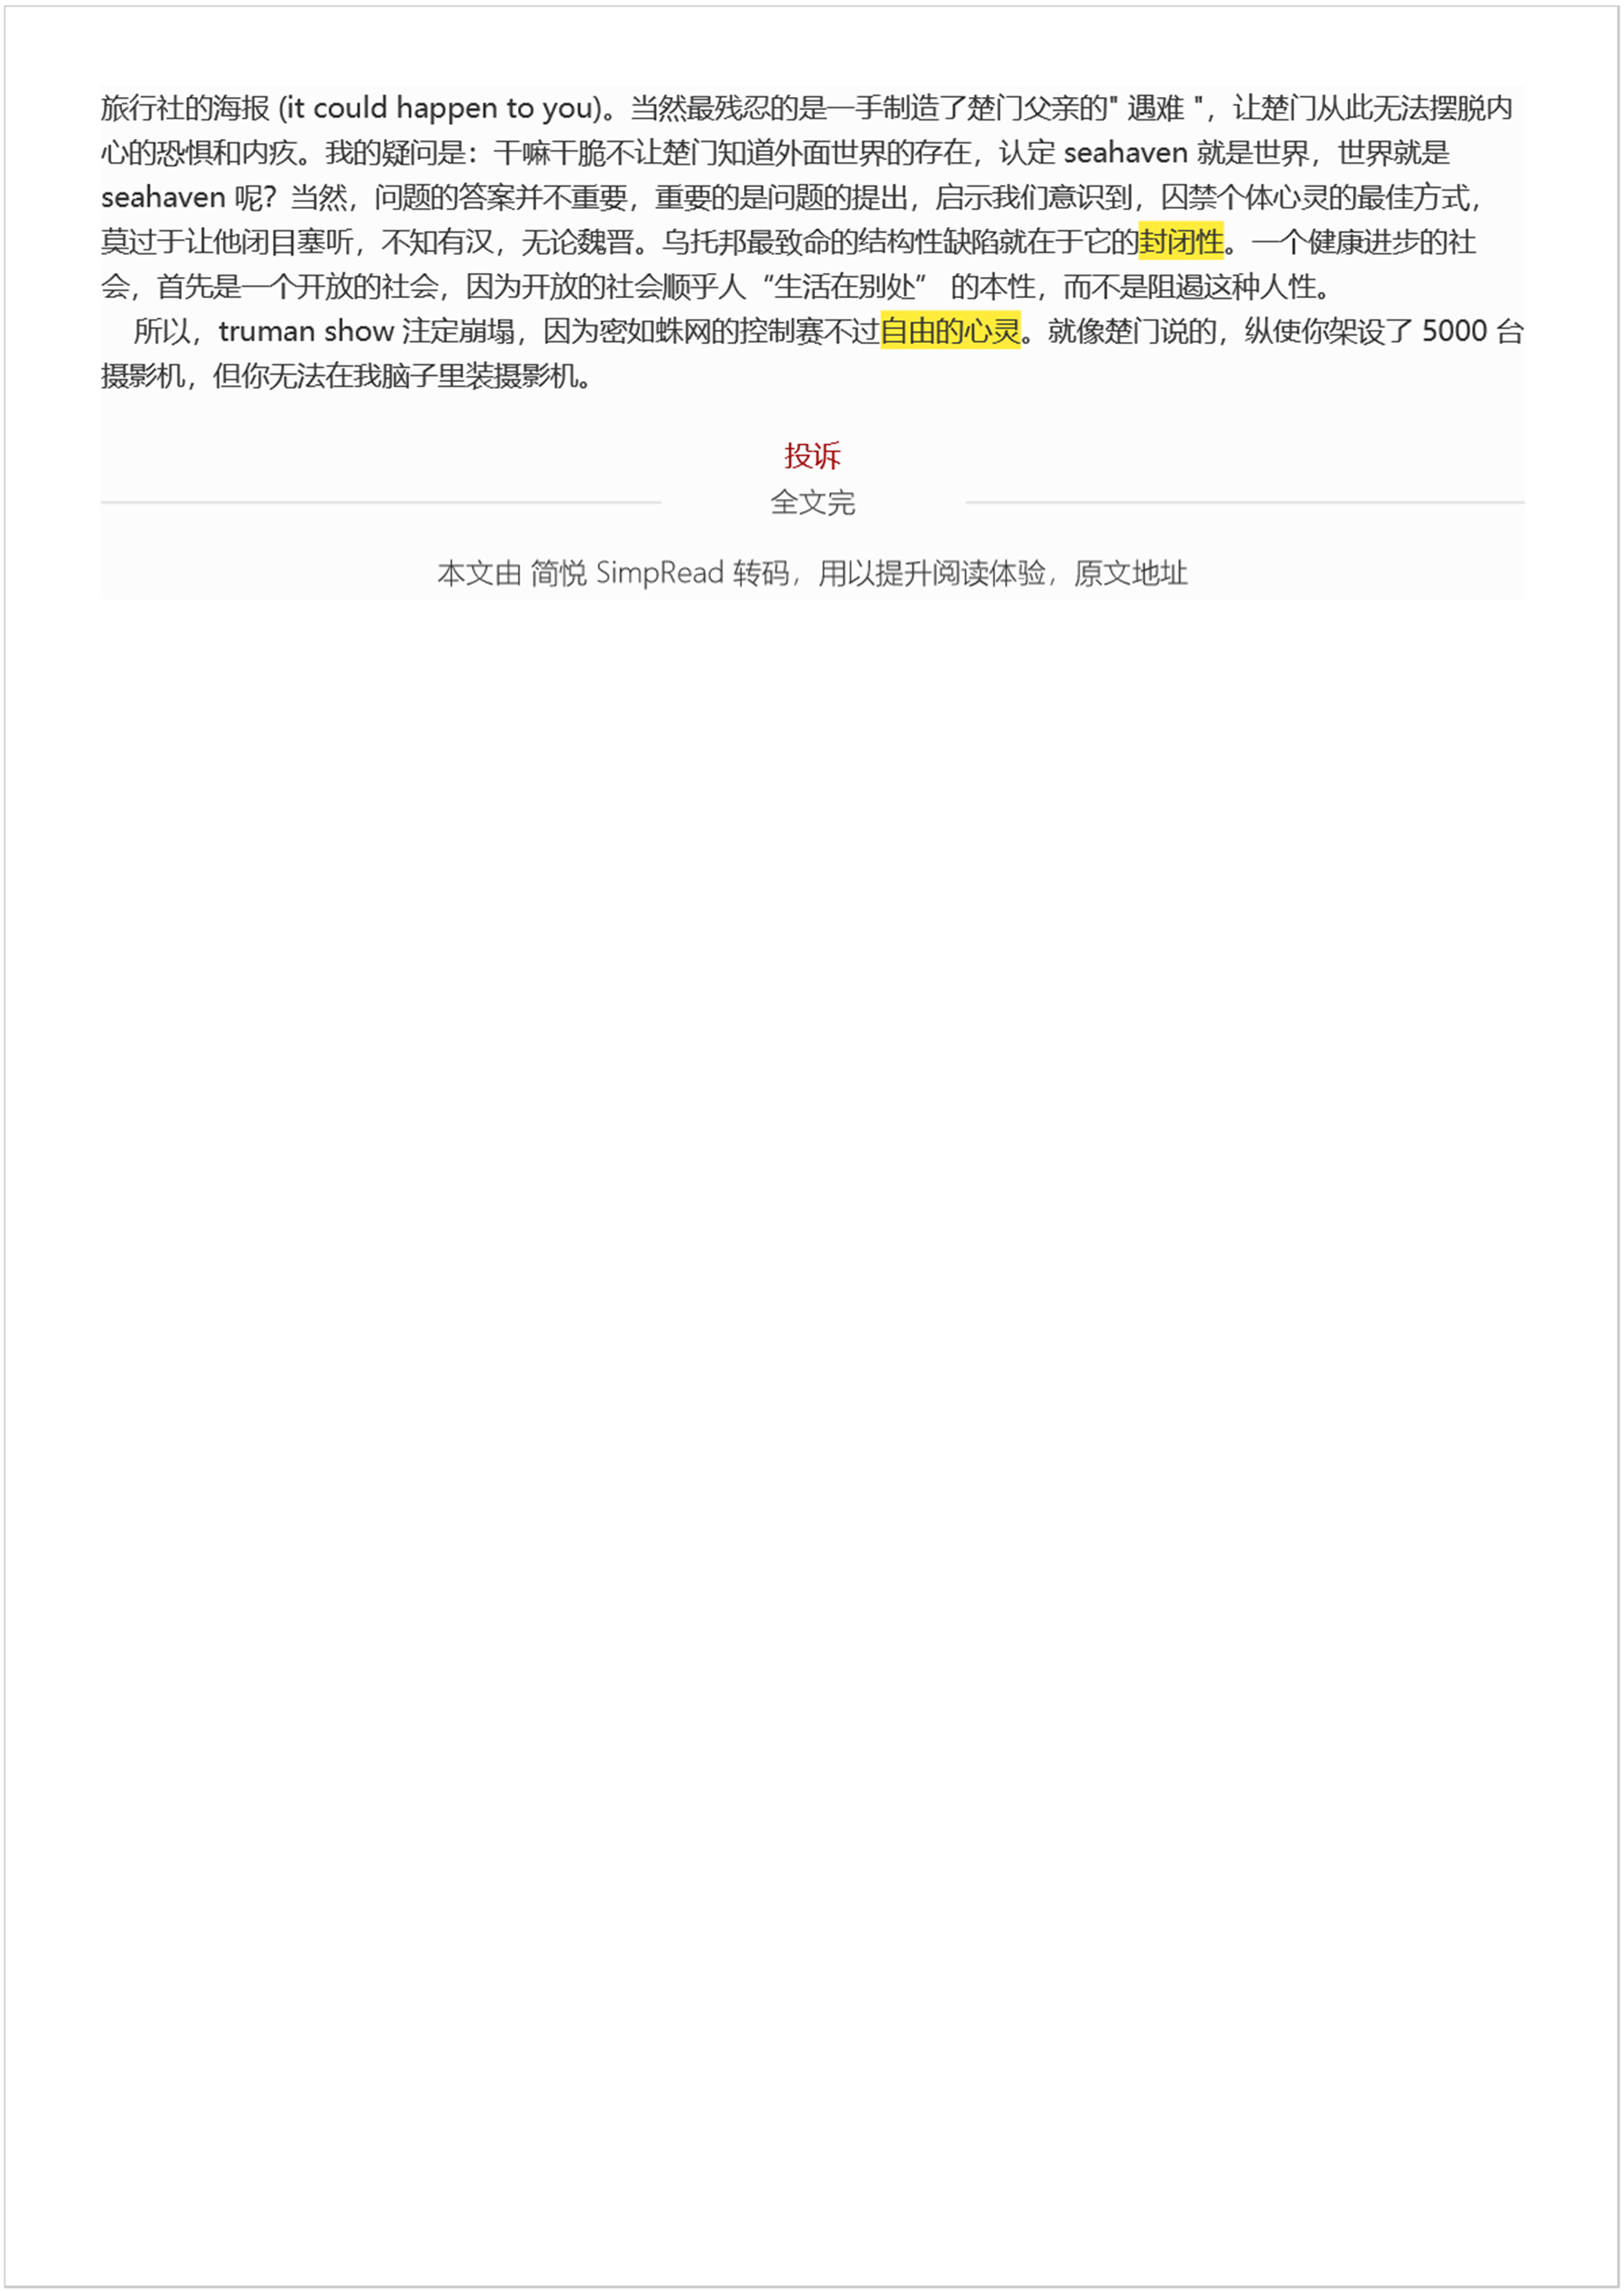 旅行社的海报 (it could happen to you)。当然最残忍的是一手制造了楚门父亲的" 遇难 "，让楚门从此无法摆脱内
心的恐惧和内疚。我的疑问是：干嘛干脆不让楚门知道外面世界的存在，认定 seahaven 就是世界，世界就是
seahaven 呢？当然，问题的答案并不重要，重要的是问题的提出，启示我们意识到，囚禁个体心灵的最佳方式，
莫过于让他闭目塞听，不知有汉，无论魏晋。乌托邦最致命的结构性缺陷就在于它的封闭性。一个健康进步的社
会，首先是一个开放的社会，因为开放的社会顺乎人“生活在别处” 的本性，而不是阻遏这种人性。
所以，truman show 注定崩塌，因为密如蛛网的控制赛不过自由的心灵。就像楚门说的，纵使你架设了 5000 台
摄影机，但你无法在我脑子里装摄影机。
投诉
全文完
本文由 简悦 SimpRead 转码，用以提升阅读体验，原文地址